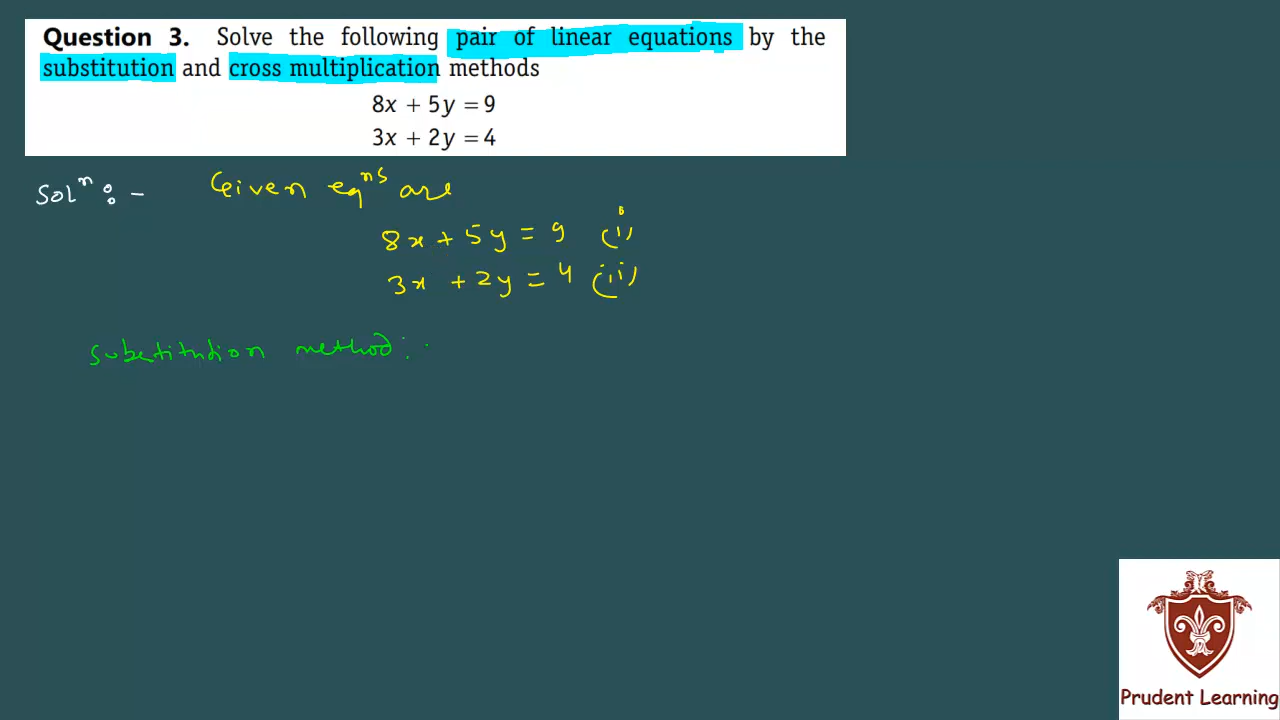 Question 3. Solve the following pair of linear equations by the
substitution and cross multiplication methods
8x + 5y = 9
3x + 2y = 4
Solⁿ :- Given eqⁿˢ are
8x + 5y = 9 (i)
3x + 2y = 4 (ii)
substitution method :-
Prudent Learning